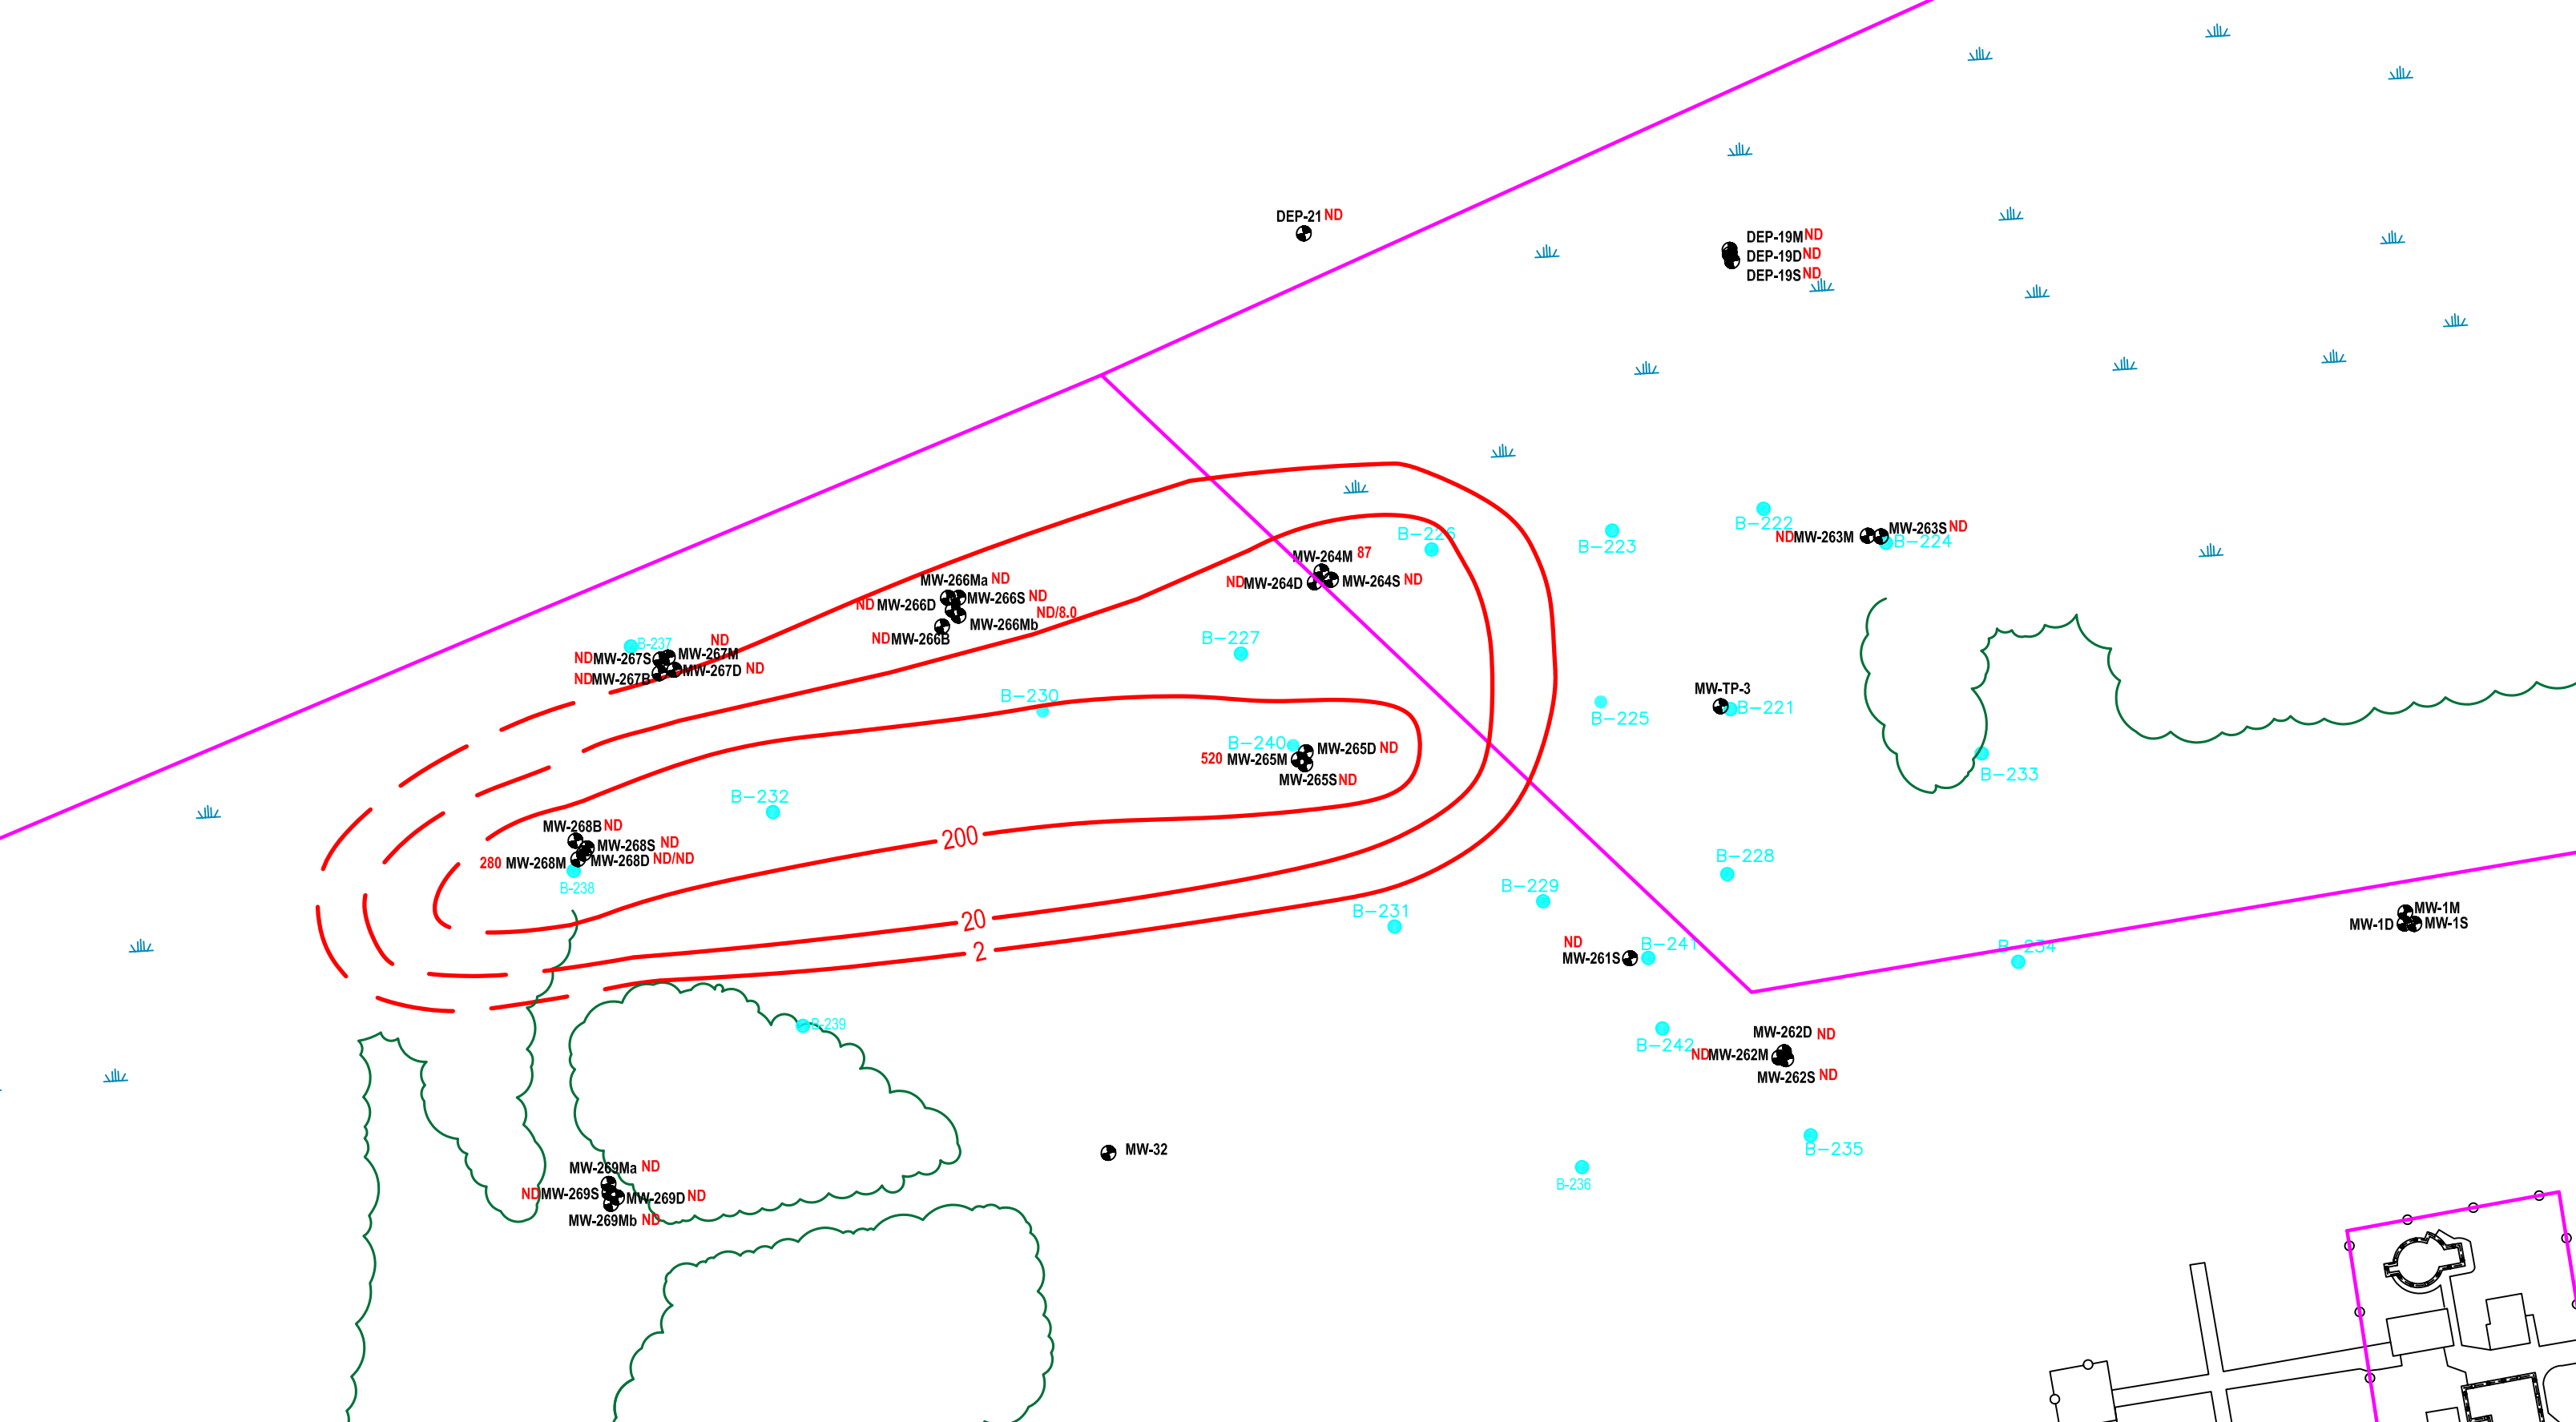 DEP-21 ND
DEP-19M ND
DEP-19D ND
DEP-19S ND
B-222
MW-263S ND
ND MW-263M
B-224
B-226
B-223
MW-264M 87
ND MW-264D
MW-264S ND
MW-266Ma ND
ND MW-266D
MW-266S ND
ND/8.0
MW-266Mb
ND MW-266B
B-227
B-237
ND
ND MW-267S
MW-267M
MW-267D ND
ND MW-267B
B-230
MW-TP-3
B-221
B-225
B-240
MW-265D ND
520 MW-265M
MW-265S ND
B-233
B-232
MW-268B ND
MW-268S ND
280 MW-268M
MW-268D ND/ND
B-238
200
B-228
B-229
B-231
20
2
MW-1M
MW-1D
MW-1S
B-234
ND
MW-261S
B-241
B-239
B-242
MW-262D ND
ND MW-262M
MW-262S ND
MW-32
B-235
B-236
MW-269Ma ND
ND MW-269S
MW-269D ND
MW-269Mb ND